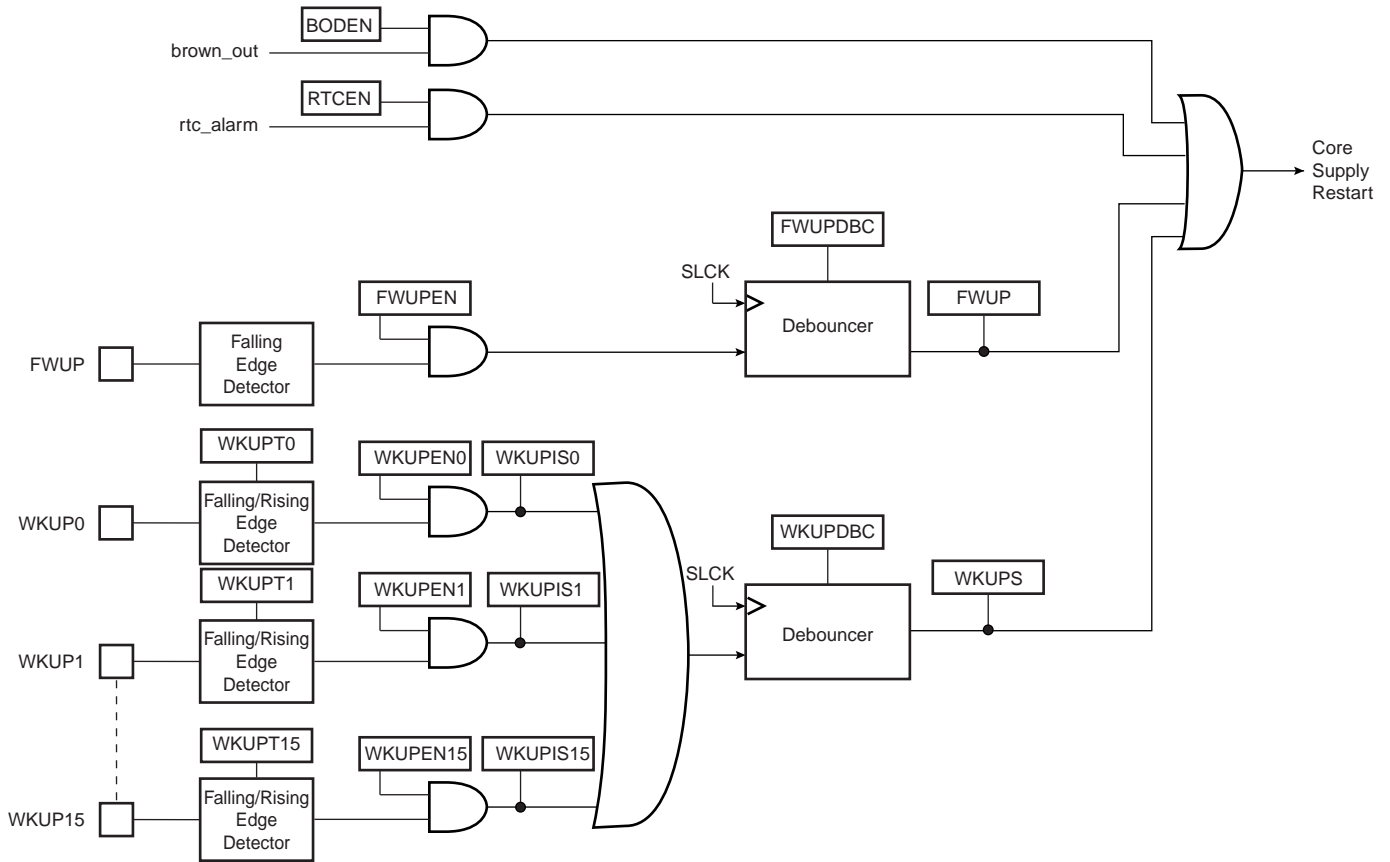 BODEN
brown_out
RTCEN
rtc_alarm
Core
Supply
Restart
FWUPDBC
SLCK
FWUPEN
FWUP
Debouncer
Falling
Edge
Detector
FWUP
WKUPT0
WKUPEN0
WKUPIS0
Falling/Rising
Edge
Detector
WKUP0
WKUPDBC
SLCK
WKUPT1
WKUPEN1
WKUPIS1
WKUPS
Debouncer
Falling/Rising
Edge
Detector
WKUP1
WKUPT15
WKUPEN15
WKUPIS15
Falling/Rising
Edge
Detector
WKUP15